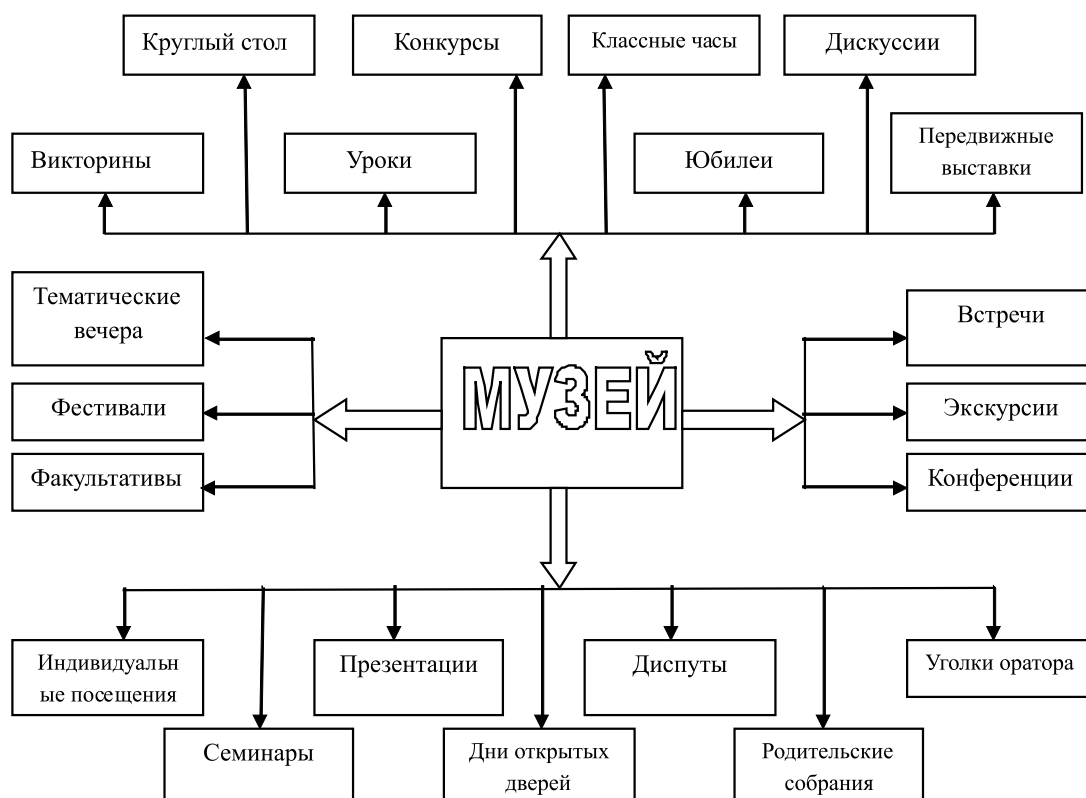 Круглый стол
Конкурсы
Классные часы
Дискуссии
Викторины
Уроки
Юбилеи
Передвижные
выставки
Тематические
вечера
Встречи
МУЗЕЙ
Фестивали
Экскурсии
Факультативы
Конференции
Индивидуальн
ые посещения
Презентации
Диспуты
Уголки оратора
Семинары
Дни открытых
дверей
Родительские
собрания